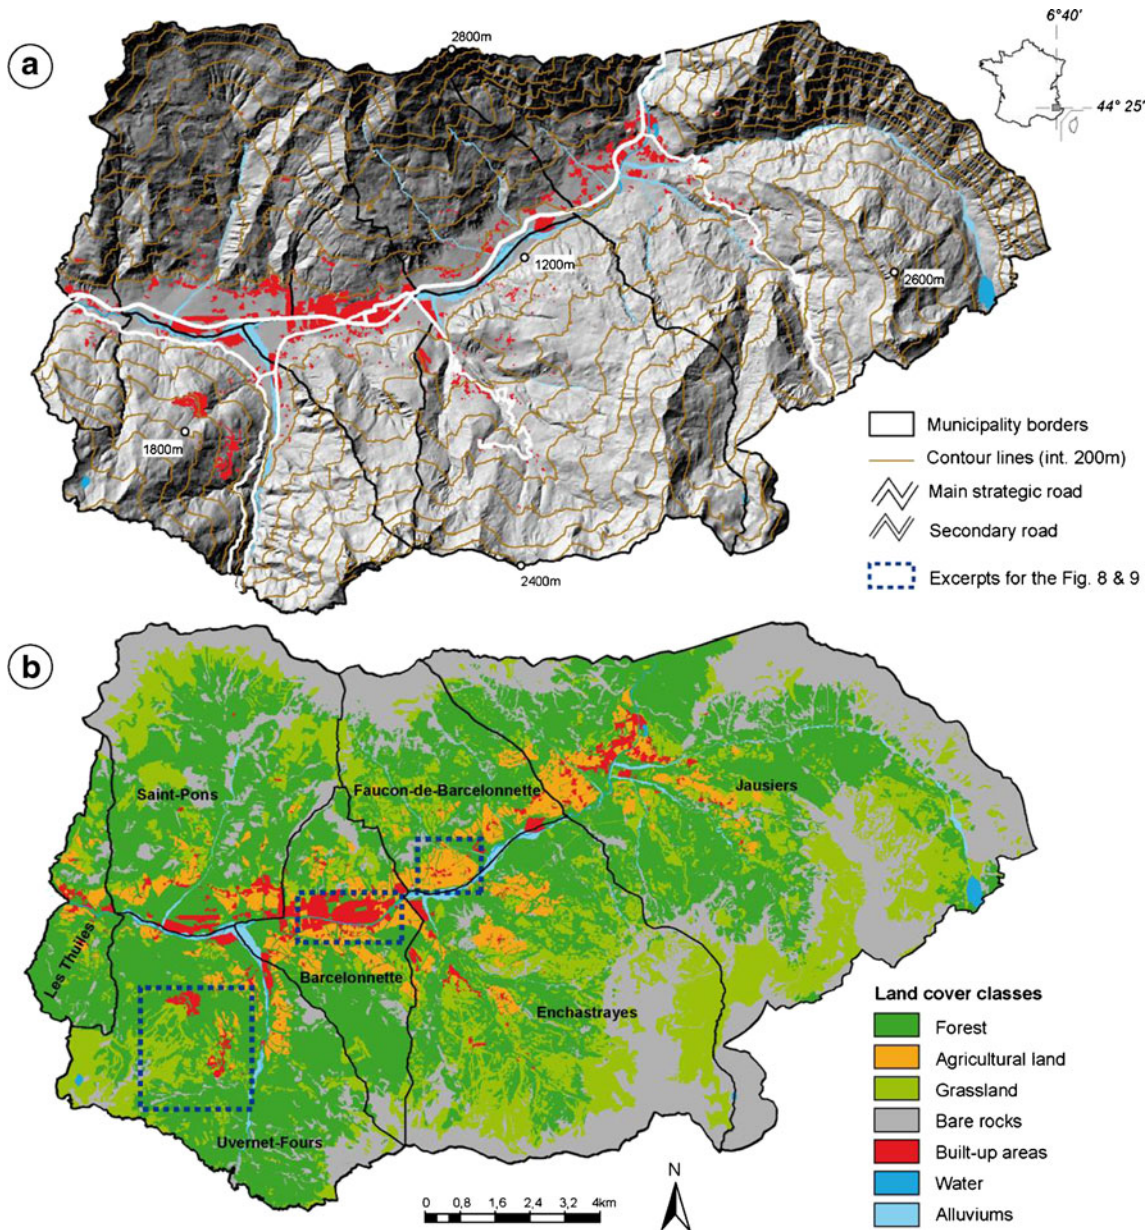 6°40'
a
2800m
44° 25'
1200m
2600m
1800m
2400m
Municipality borders
Contour lines (int. 200m)
Main strategic road
Secondary road
Excerpts for the Fig. 8 & 9
b
Saint-Pons
Faucon-de-Barcelonnette
Jausiers
Les Thuiles
Barcelonnette
Enchastrayes
Uvernet-Fours
Land cover classes
Forest
Agricultural land
Grassland
Bare rocks
Built-up areas
Water
Alluviums
N
0 0,8 1,6 2,4 3,2 4km